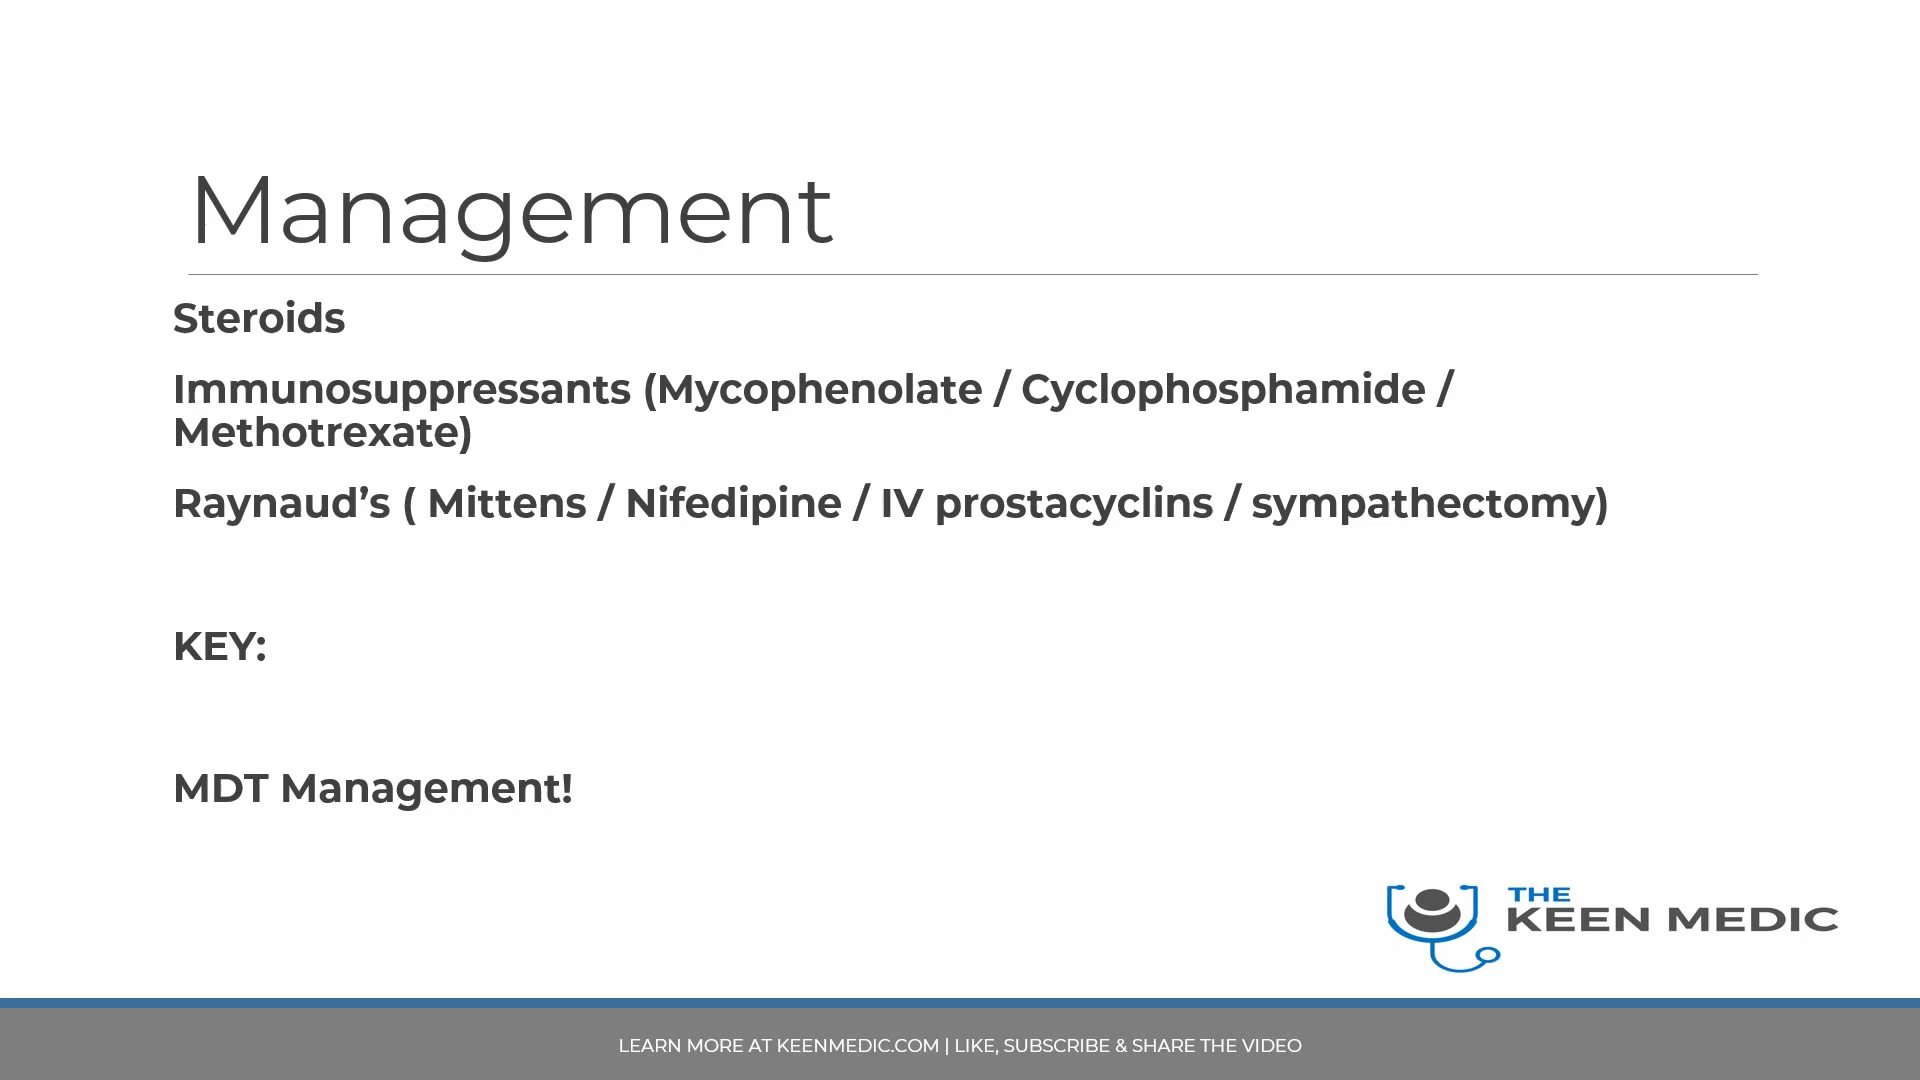 Management
Steroids
Immunosuppressants (Mycophenolate / Cyclophosphamide /
Methotrexate)
Raynaud’s ( Mittens / Nifedipine / IV prostacyclins / sympathectomy)
KEY:
MDT Management!
THE
KEEN MEDIC
LEARN MORE AT KEENMEDIC.COM | LIKE, SUBSCRIBE & SHARE THE VIDEO